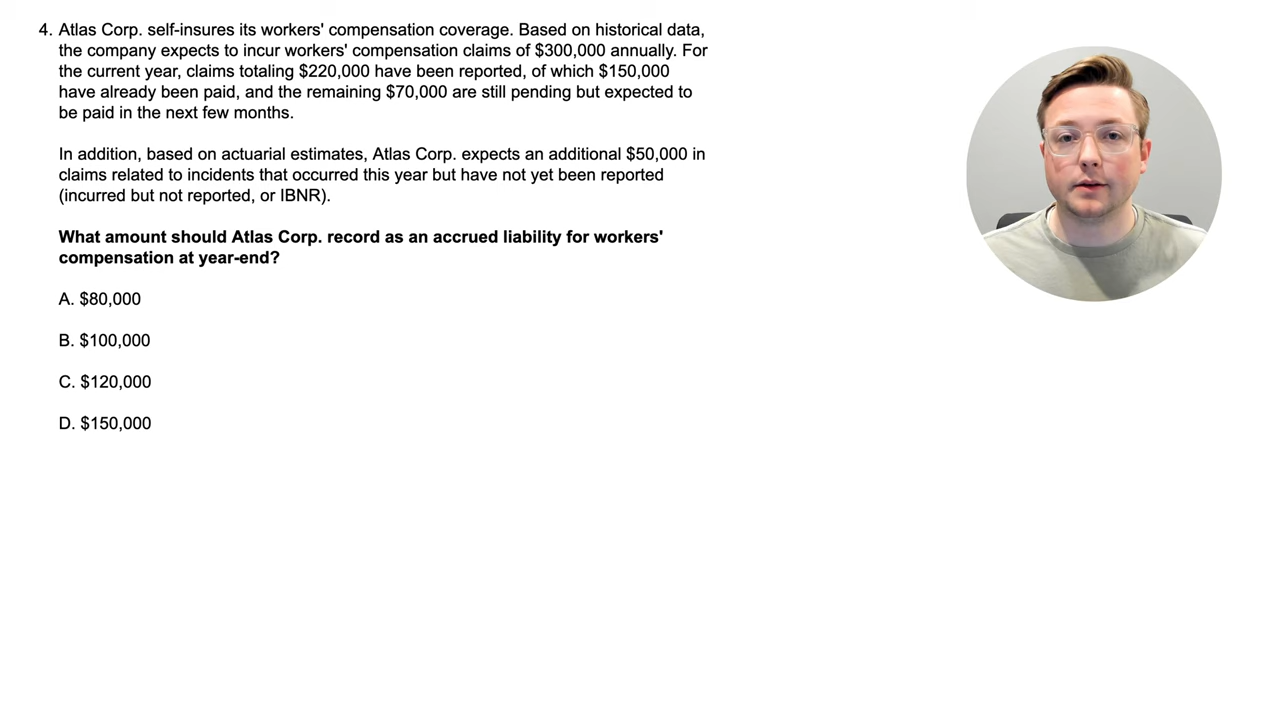 4. Atlas Corp. self-insures its workers' compensation coverage. Based on historical data,
the company expects to incur workers' compensation claims of $300,000 annually. For
the current year, claims totaling $220,000 have been reported, of which $150,000
have already been paid, and the remaining $70,000 are still pending but expected to
be paid in the next few months.
In addition, based on actuarial estimates, Atlas Corp. expects an additional $50,000 in
claims related to incidents that occurred this year but have not yet been reported
(incurred but not reported, or IBNR).
What amount should Atlas Corp. record as an accrued liability for workers'
compensation at year-end?
A. $80,000
B. $100,000
C. $120,000
D. $150,000